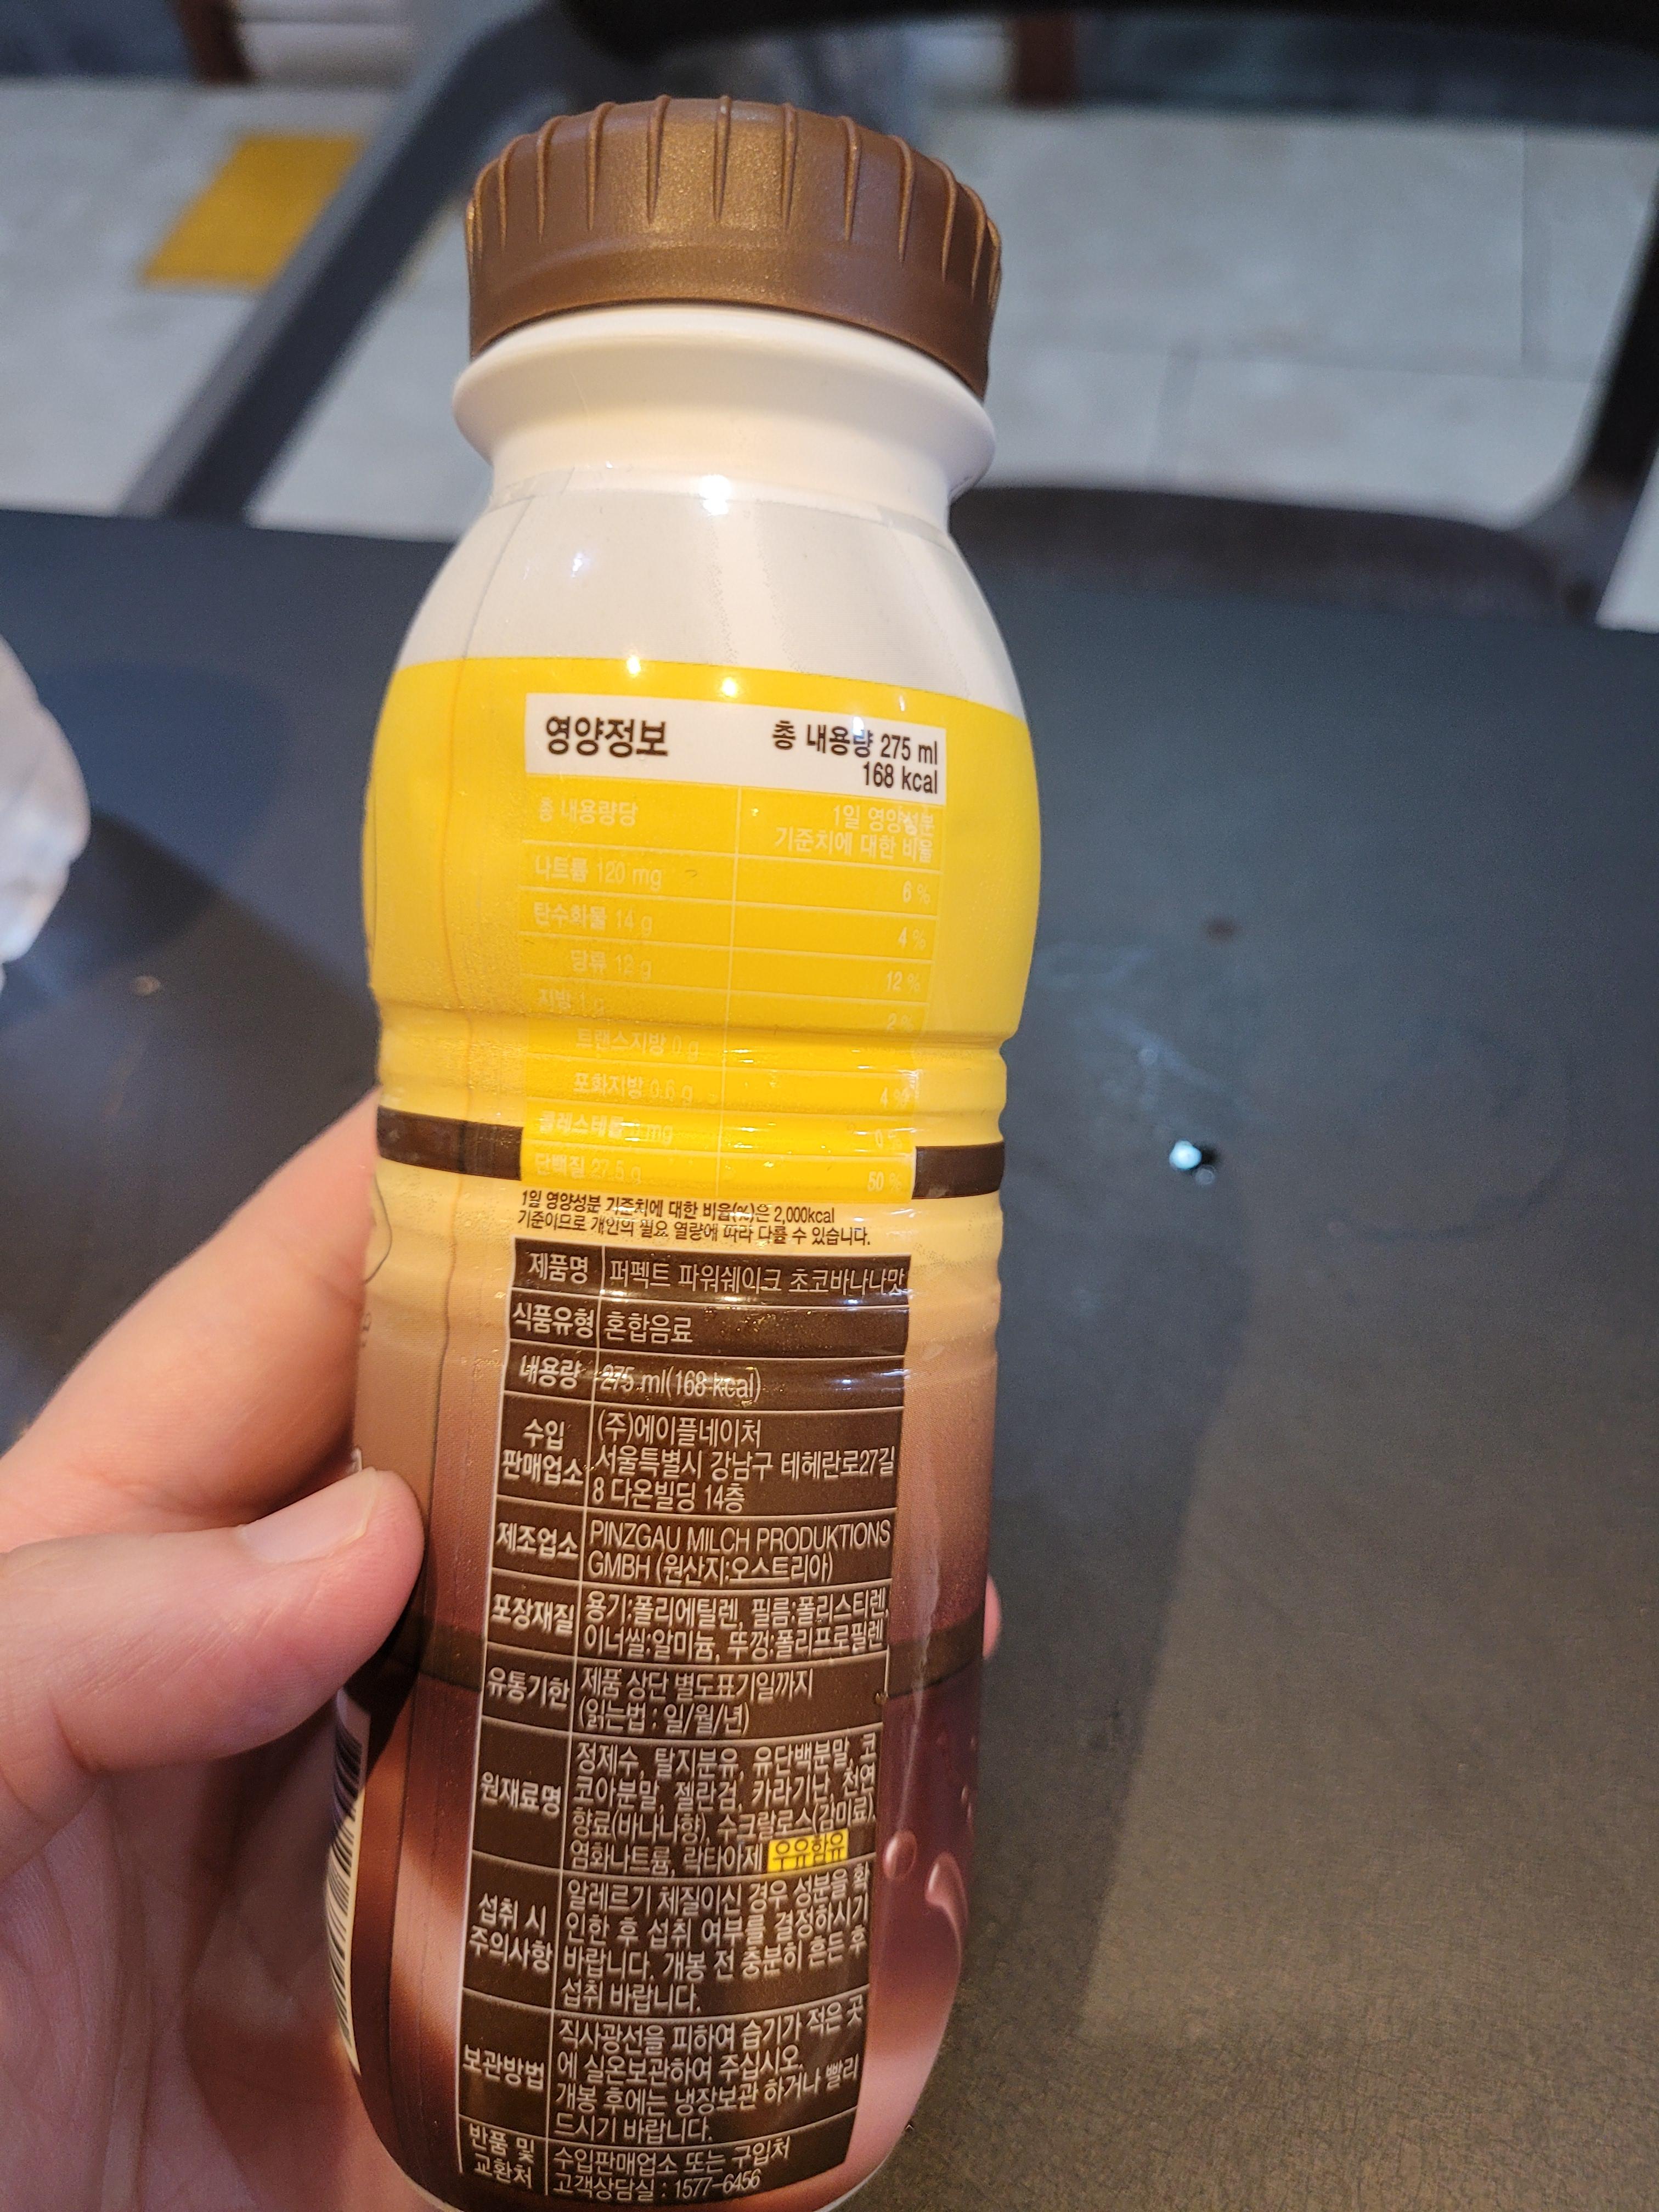 영양정보
총 내용량 275 ml
168 kcal
총 내용량당
1일 영양성분
기준치에 대한 비율
나트륨 120 mg 6 %
탄수화물 14 g 4 %
당류 12 g 12 %
지방 1 g 2 %
트랜스지방 0 g
포화지방 0.6 g 4 %
콜레스테롤 mg 0 %
단백질 27.5 g 50 %
1일 영양성분 기준치에 대한 비율(%)은 2,000kcal
기준이므로 개인의 필요 열량에 따라 다를 수 있습니다.
제품명 퍼펙트 파워쉐이크 초코바나나맛
식품유형 혼합음료
내용량 275 ml(168 kcal)
수입
판매업소
(주)에이플네이처
서울특별시 강남구 테헤란로27길
8 다온빌딩 14층
제조업소
PINZGAU MILCH PRODUKTIONS
GMBH (원산지:오스트리아)
포장재질
용기:폴리에틸렌, 필름:폴리스티렌,
이너씰:알미늄, 뚜껑:폴리프로필렌
유통기한
제품 상단 별도표기일까지
(읽는법 : 일/월/년)
원재료명
정제수, 탈지분유, 유단백분말, 코
코아분말, 젤란검, 카라기난, 천연
향료(바나나향), 수크랄로스(감미료),
염화나트륨, 락타아제 우유함유
섭취 시
주의사항
알레르기 체질이신 경우 성분을 확
인한 후 섭취 여부를 결정하시기
바랍니다. 개봉 전 충분히 흔든 후
섭취 바랍니다.
보관방법
직사광선을 피하여 습기가 적은 곳
에 실온보관하여 주십시오.
개봉 후에는 냉장보관 하거나 빨리
드시기 바랍니다.
반품 및
교환처
수입판매업소 또는 구입처
고객상담실 : 1577-6456